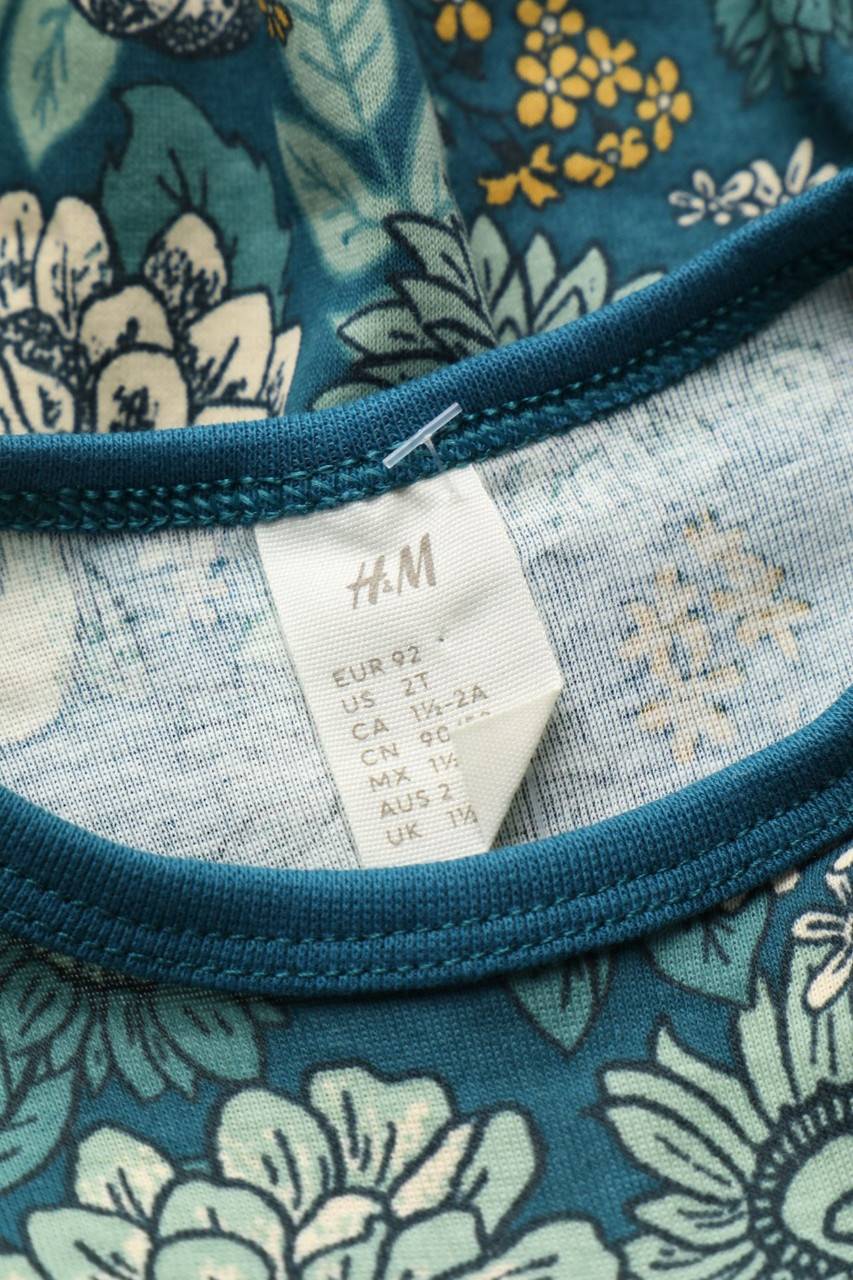 H&M
EUR 92
US 2T
CA 1½-2A
CN 90
MX 1½
AUS 2
UK 1½